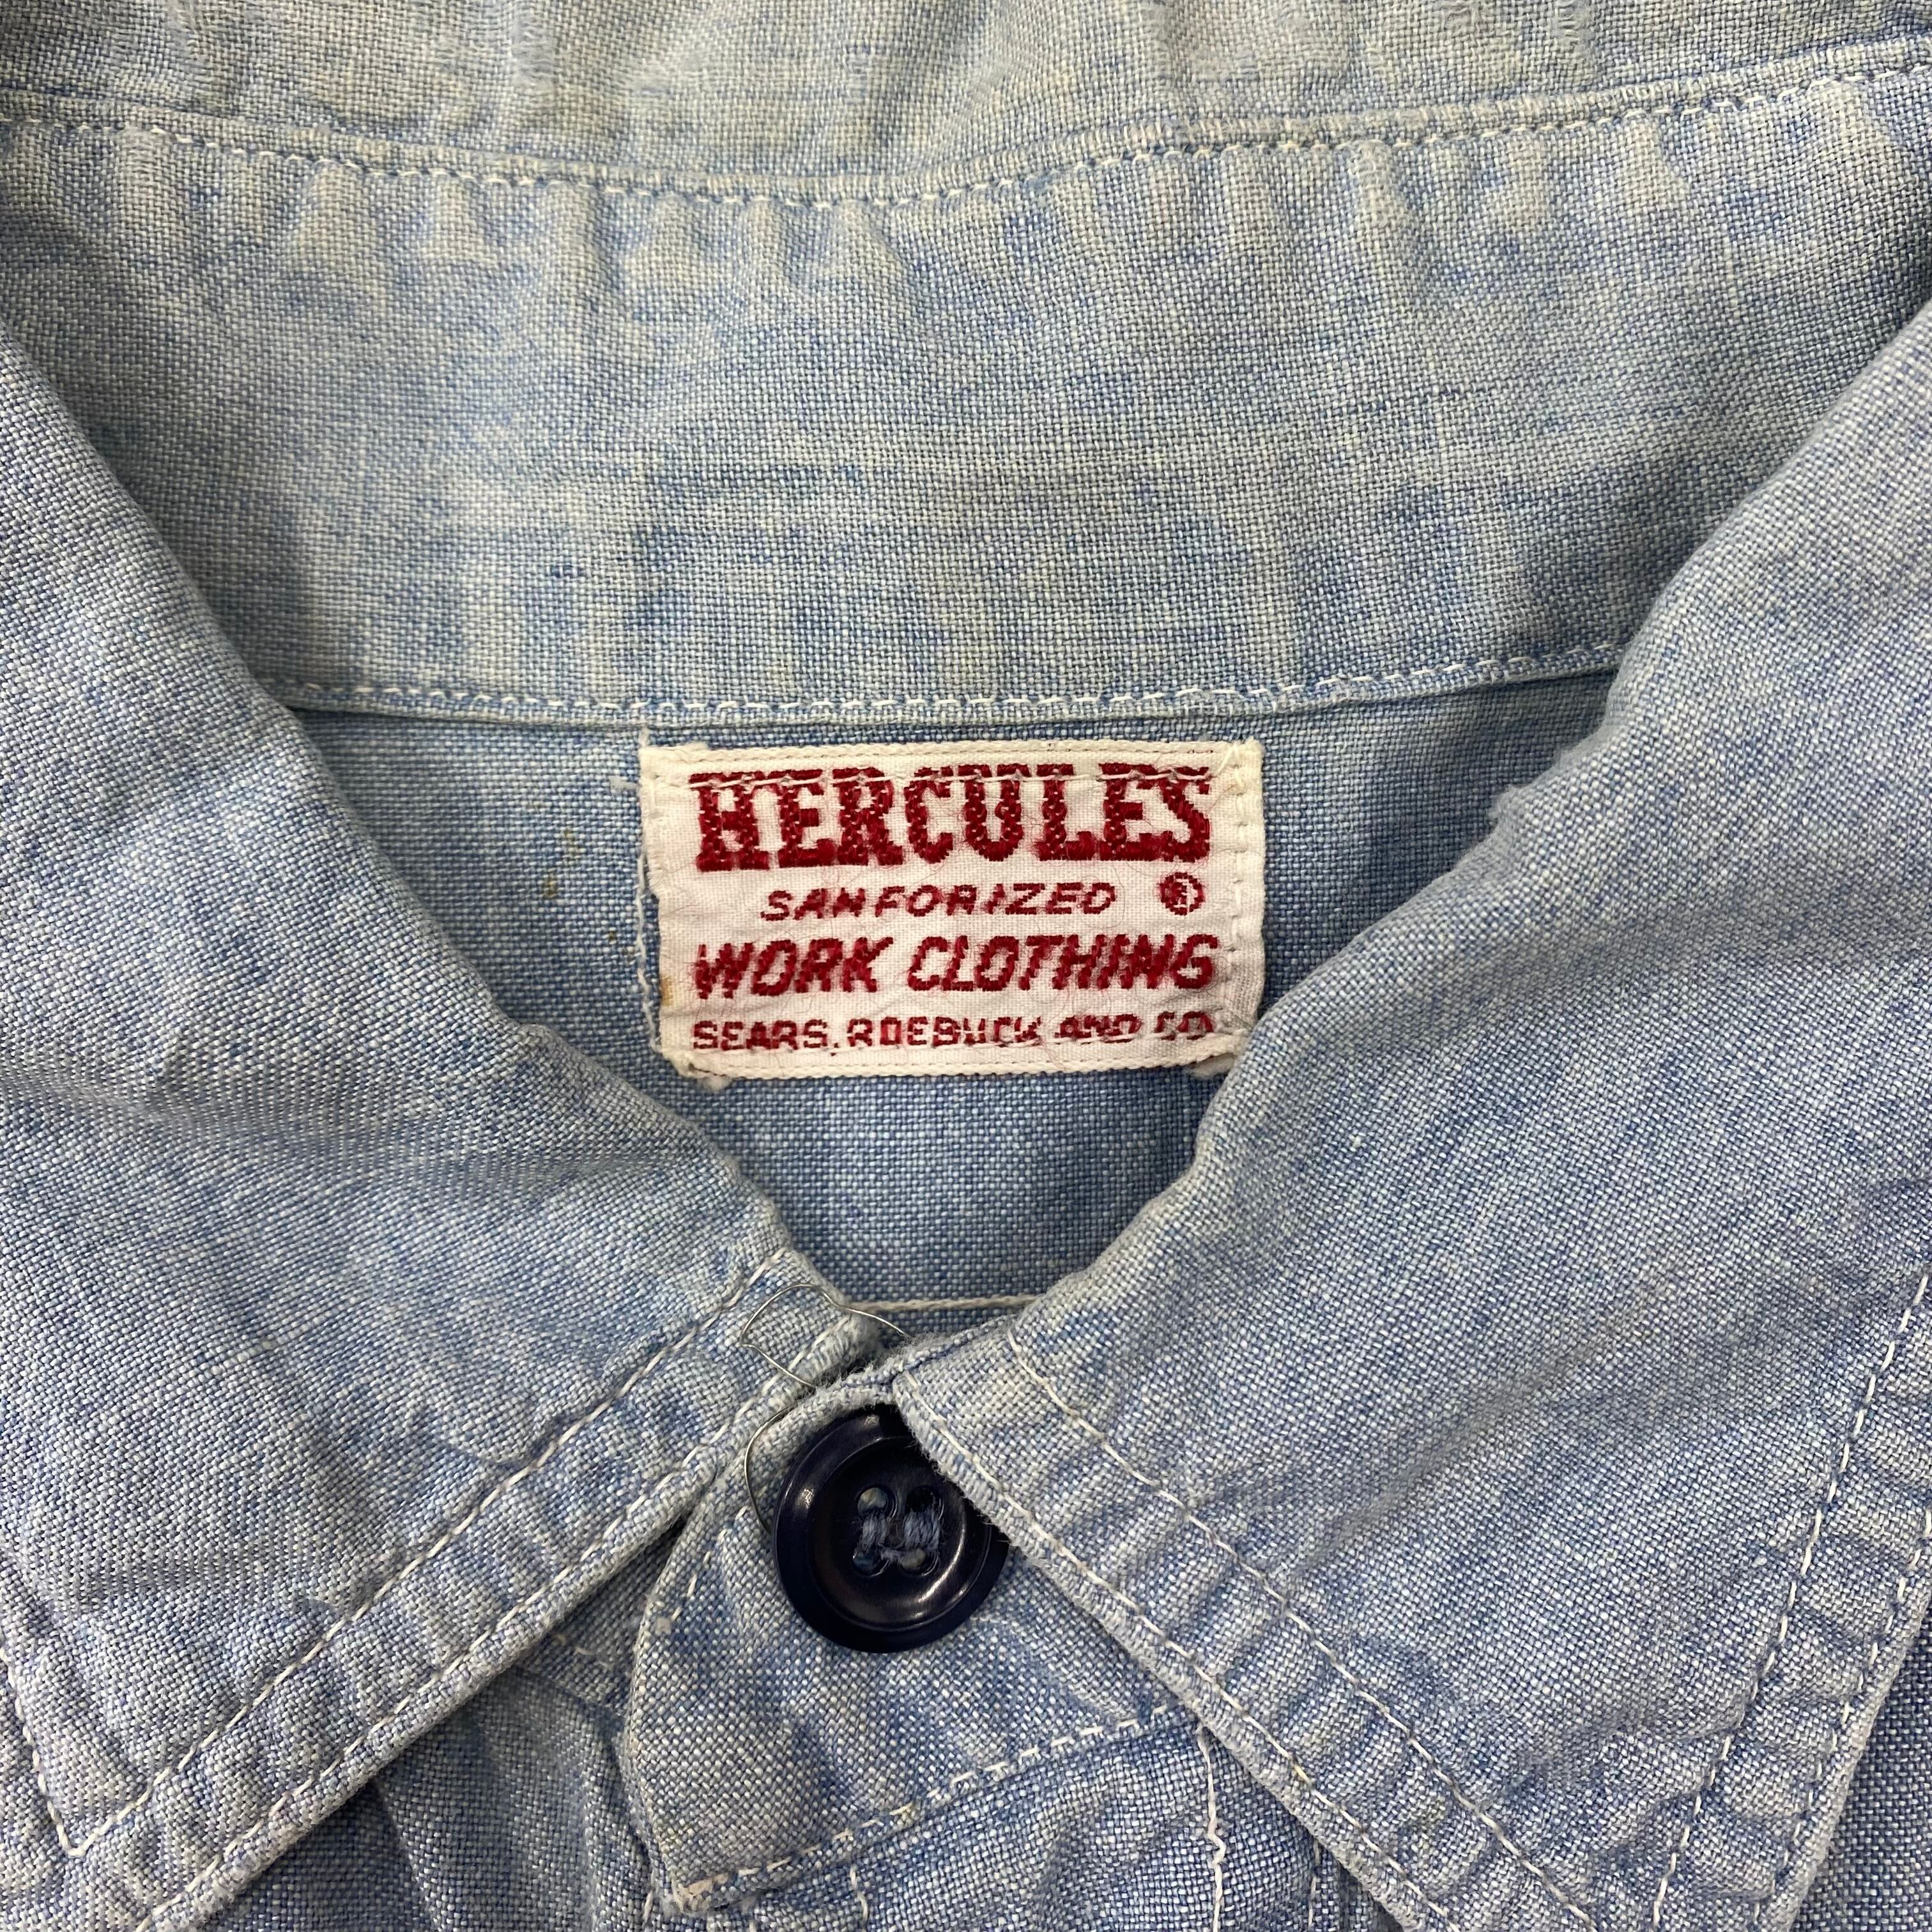 HERCULES
SANFORIZED ®
WORK CLOTHING
SEARS, ROEBUCK AND CO